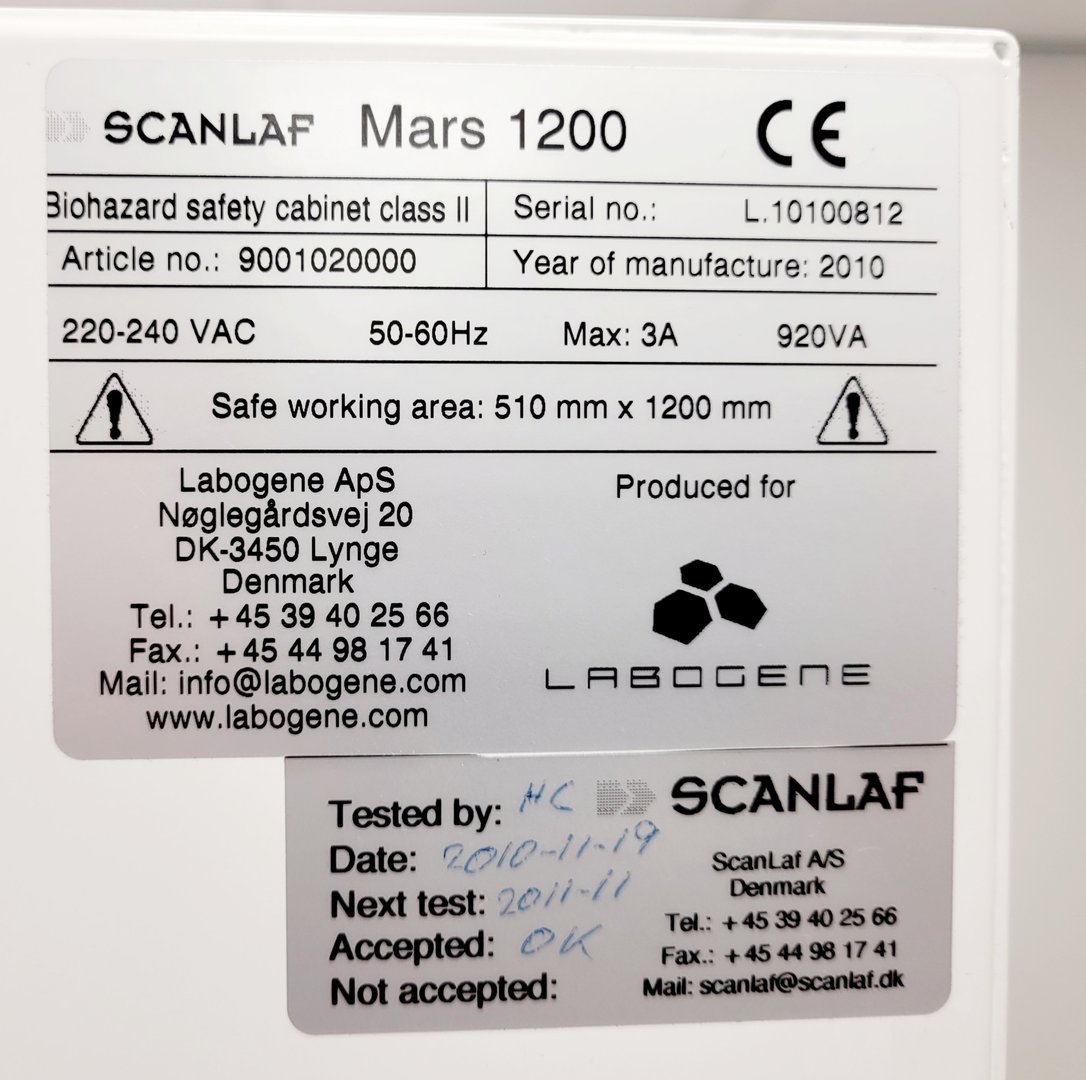 SCANLAF Mars 1200 CE
Biohazard safety cabinet class II Serial no.: L.10100812
Article no.: 9001020000 Year of manufacture: 2010
220-240 VAC 50-60Hz Max: 3A 920VA
Safe working area: 510 mm x 1200 mm
Labogene ApS
Nøglegårdsvej 20
DK-3450 Lynge
Denmark
Tel.: +45 39 40 25 66
Fax.: +45 44 98 17 41
Mail: info@labogene.com
www.labogene.com
Produced for
LABOGENE
Tested by: HC
Date: 2010-11-19
Next test: 2011-11
Accepted: OK
Not accepted:
SCANLAF
ScanLaf A/S
Denmark
Tel.: +45 39 40 25 66
Fax.: +45 44 98 17 41
Mail: scanlaf@scanlaf.dk